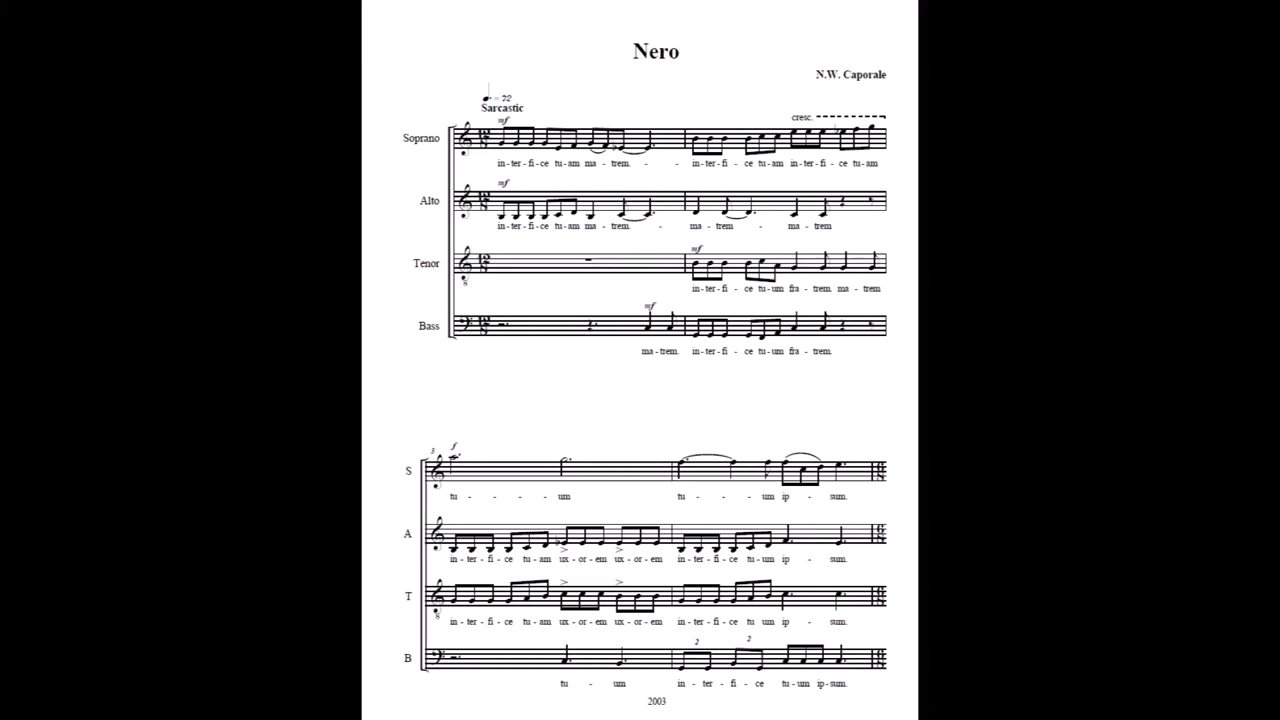 Nero
N.W. Caporale
= 72
Sarcastic
mf
cresc.
Soprano
in-ter-fi-ce tu-am ma-trem. - - in-ter-fi - ce tu-am in-ter-fi - ce tu-am
mf
Alto
in-ter-fi-ce tu-am ma-trem. - ma-trem - ma-trem
mf
Tenor
8
in-ter-fi - ce tu-um fra-trem. ma-trem
mf
Bass
ma-trem. in-ter-fi - ce tu-um fra-trem.
3
f
S
tu - - - um tu - - - um ip - sum.
A
in-ter-fi-ce tu-am ux-or-em ux-or-em in-ter-fi-ce tu-um ip - sum.
T
8
in-ter-fi-ce tu-am ux-or-em ux-or-em in-ter-fi-ce tu um ip - sum.
2 2
B
tu - um in - ter - fi - ce tu-um ip-sum.
2003